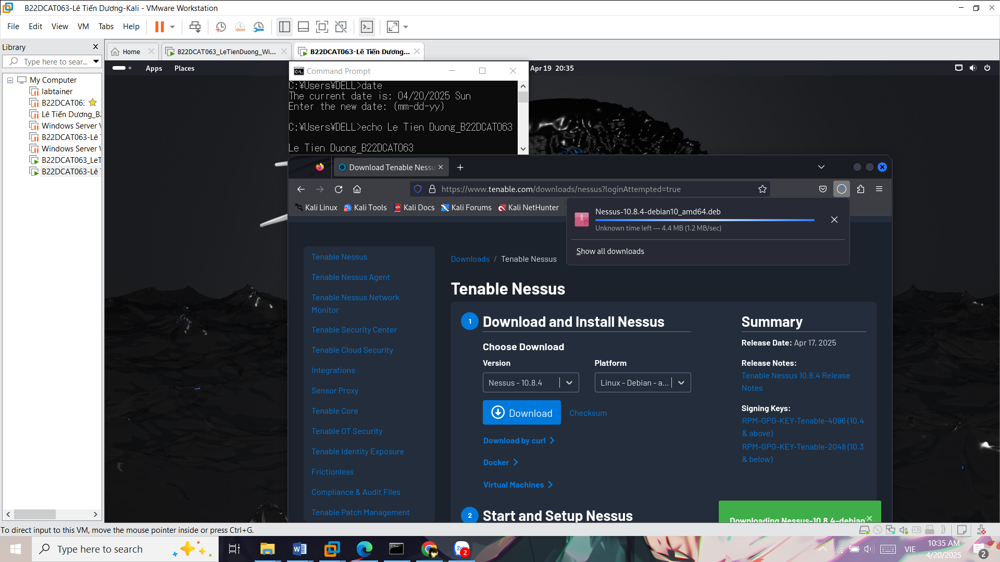 B22DCAT063-Lê Tiến Dương-Kali - VMware Workstation
File Edit View VM Tabs Help
Library
Type here to sear...
My Computer
labtainer
B22DCAT063
Lê Tiến Dương_B2
Windows Server V
B22DCAT063-Lê T
Windows Server V
B22DCAT063_LeT
B22DCAT063-Lê T
Home
B22DCAT063_LeTienDuong_Wi...
B22DCAT063-Lê Tiến Dương...
Apps Places
Apr 19 20:35
Command Prompt
C:¥Users¥DELL>date
The current date is: 04/20/2025 Sun
Enter the new date: (mm-dd-yy)
C:¥Users¥DELL>echo Le Tien Duong_B22DCAT063
Le Tien Duong_B22DCAT063
Download Tenable Nessu
https://www.tenable.com/downloads/nessus?loginAttempted=true
Kali Linux Kali Tools Kali Docs Kali Forums Kali NetHunter
Nessus-10.8.4-debian10_amd64.deb
Unknown time left — 4.4 MB (1.2 MB/sec)
Show all downloads
Tenable Nessus
Tenable Nessus Agent
Tenable Nessus Network
Monitor
Tenable Security Center
Tenable Cloud Security
Integrations
Sensor Proxy
Tenable Core
Tenable OT Security
Tenable Identity Exposure
Frictionless
Compliance & Audit Files
Tenable Patch Management
Downloads / Tenable Nessus
Tenable Nessus
1 Download and Install Nessus
Choose Download
Version
Platform
Nessus - 10.8.4
Linux - Debian - a...
Download
Checksum
Download by curl
Docker
Virtual Machines
2 Start and Setup Nessus
Summary
Release Date: Apr 17, 2025
Release Notes:
Tenable Nessus 10.8.4 Release
Notes
Signing Keys:
RPM-GPG-KEY-Tenable-4096 (10.4
& above)
RPM-GPG-KEY-Tenable-2048 (10.3
& below)
Downloading Nessus-10.8.4-debian
To direct input to this VM, move the mouse pointer inside or press Ctrl+G.
Type here to search
Za
2
VIE
10:35 AM
4/20/2025
2